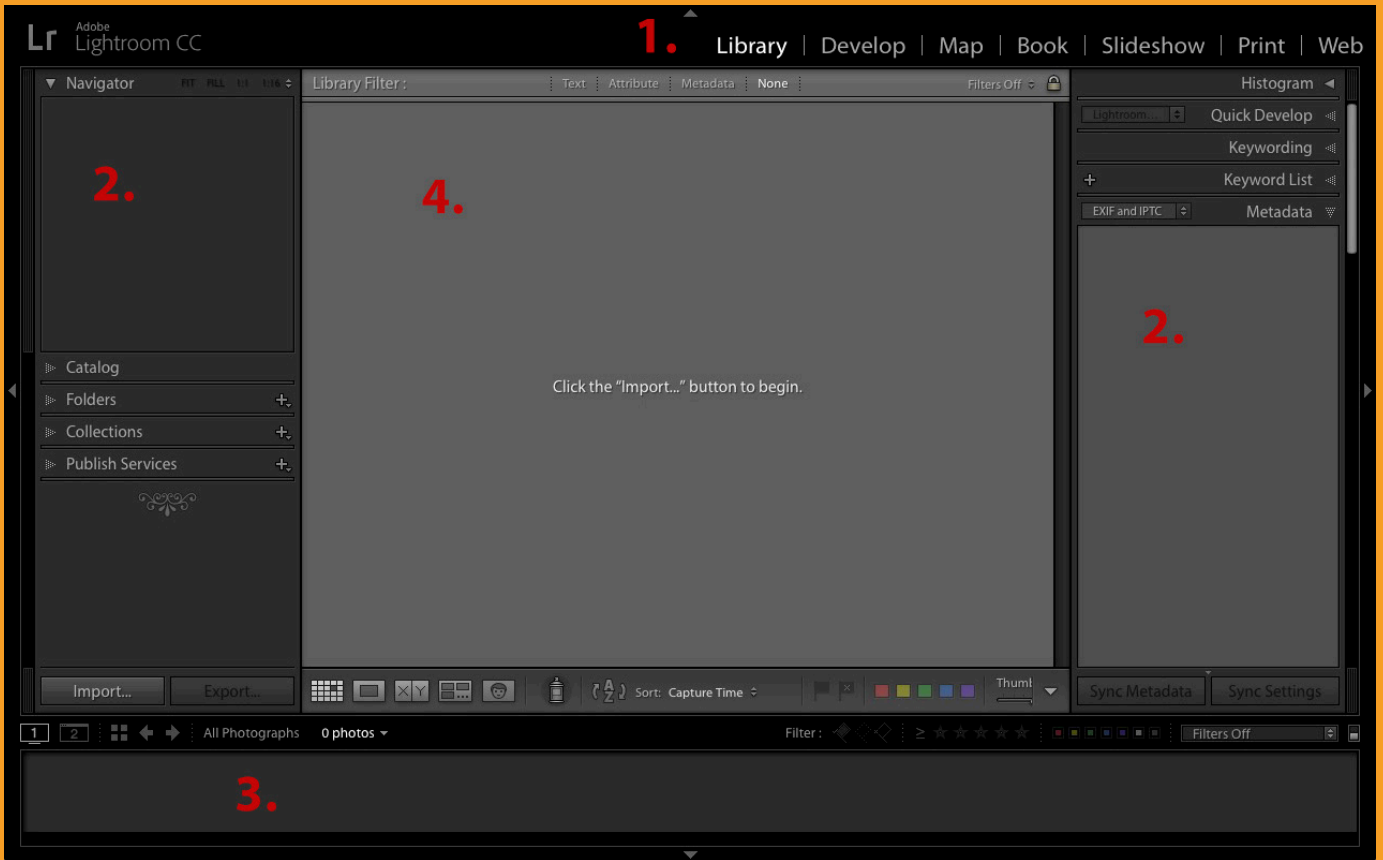 Lr Adobe
Lightroom CC
1. Library | Develop | Map | Book | Slideshow | Print | Web
Navigator FIT FILL 1:1 1:16
Library Filter : Text Attribute Metadata None Filters Off
Histogram
Lightroom... Quick Develop
Keywording
+ Keyword List
EXIF and IPTC Metadata
2. 4. 2.
Click the “Import...” button to begin.
Catalog
Folders +
Collections +
Publish Services +
Import... Export...
X Y A Z Sort: Capture Time Thumb
Sync Metadata Sync Settings
1 2 All Photographs 0 photos Filter : ≥ Filters Off
3.